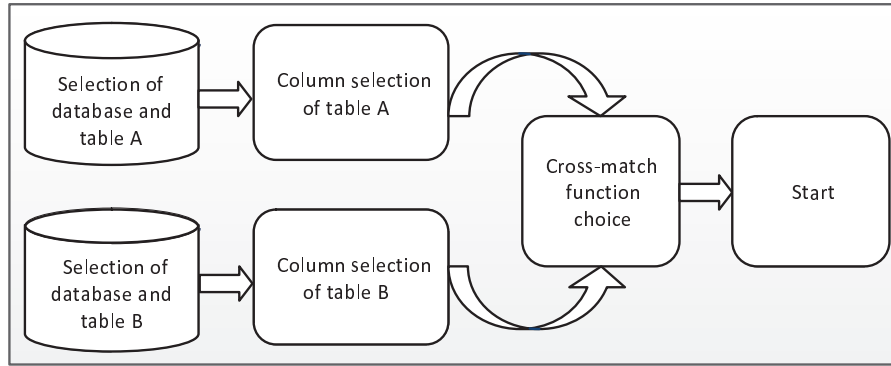 Selection of
database and
table A
Column selection
of table A
Cross-match
function
choice
Start
Selection of
database and
table B
Column selection
of table B